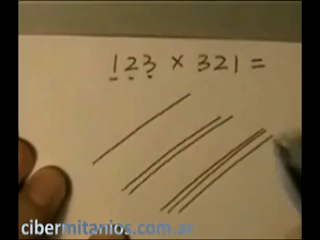 123 × 321 =
cibermitanios.com.ar